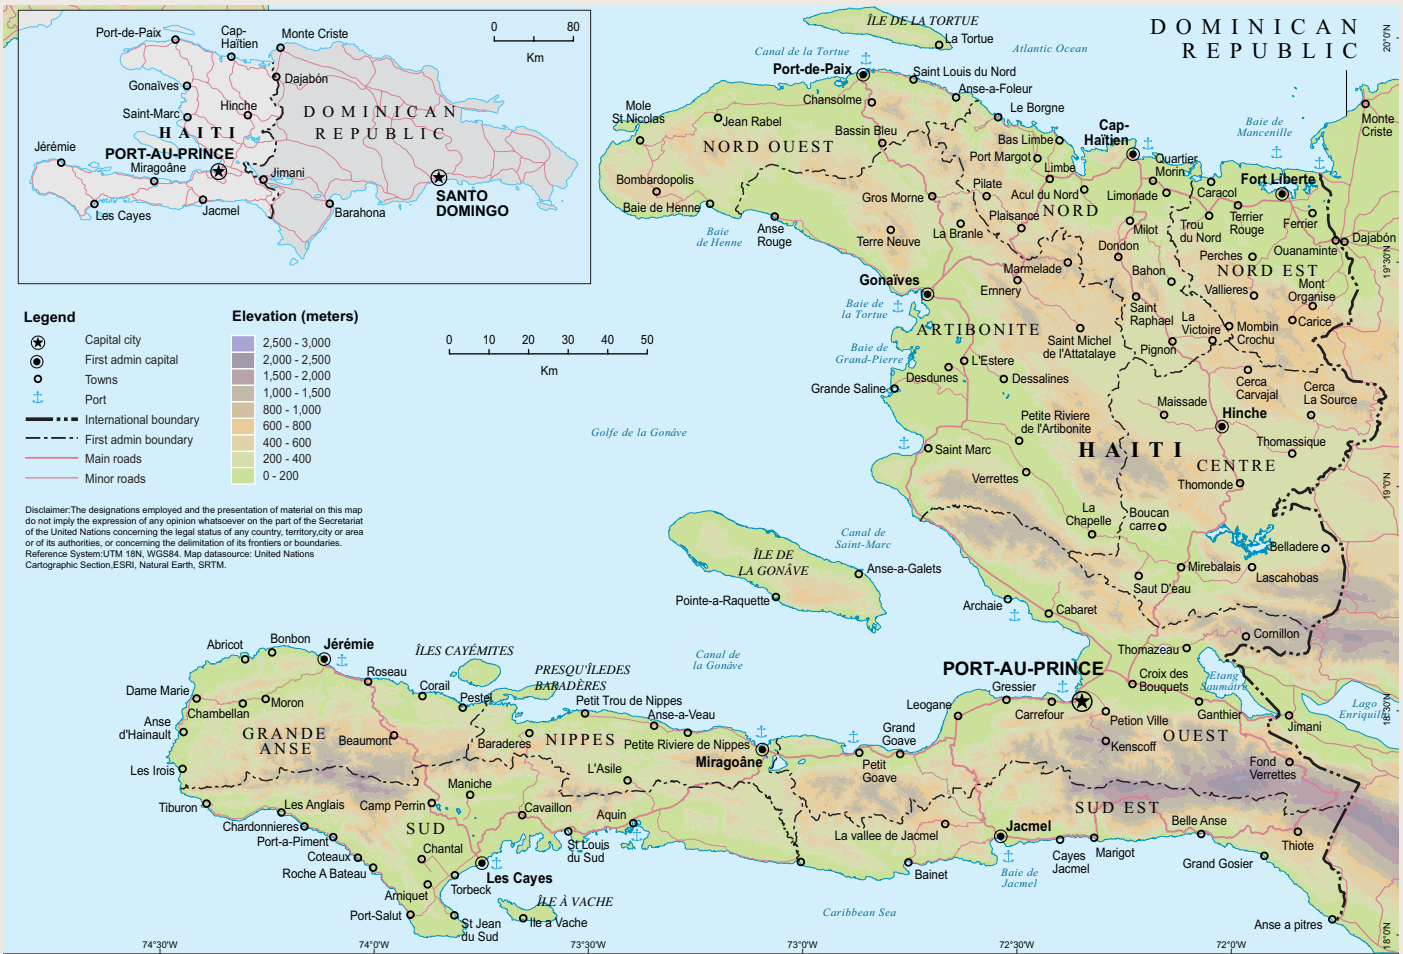 Port-de-Paix
Cap-
Haïtien
Monte Criste
0
80
Km
Dajabón
Gonaïves
Hinche
Saint-Marc
DOMINICAN
REPUBLIC
HAITI
Jérémie
PORT-AU-PRINCE
Miragoâne
Jimani
SANTO
DOMINGO
Les Cayes
Jacmel
Barahona
Legend
Capital city
First admin capital
Towns
Port
International boundary
First admin boundary
Main roads
Minor roads
Elevation (meters)
2,500 - 3,000
2,000 - 2,500
1,500 - 2,000
1,000 - 1,500
800 - 1,000
600 - 800
400 - 600
200 - 400
0 - 200
0 10 20 30 40 50
Km
Disclaimer:The designations employed and the presentation of material on this map
do not imply the expression of any opinion whatsoever on the part of the Secretariat
of the United Nations concerning the legal status of any country, territory,city or area
or of its authorities, or concerning the delimitation of its frontiers or boundaries.
Reference System:UTM 18N, WGS84. Map datasource: United Nations
Cartographic Section,ESRI, Natural Earth, SRTM.
ÎLE DE LA TORTUE
La Tortue
Canal de la Tortue
Atlantic Ocean
DOMINICAN
REPUBLIC
20°0'N
Port-de-Paix
Saint Louis du Nord
Anse-a-Foleur
Chansolme
Le Borgne
Mole
St Nicolas
Jean Rabel
Bassin Bleu
NORD OUEST
Bas Limbe
Cap-
Haïtien
Baie de
Mancenille
Monte
Criste
Port Margot
Limbe
Quartier
Morin
Bombardopolis
Pilate
Acul du Nord
Limonade
Caracol
Fort Liberte
Baie de Henne
Gros Morne
Plaisance
NORD
Milot
Trou
du Nord
Terrier
Rouge
Ferrier
Baie
de Henne
Anse
Rouge
Terre Neuve
La Branle
Dondon
Ouanaminte
Dajabón
Perches
NORD EST
19°30'N
Marmelade
Bahon
Gonaïves
Ernnery
Vallieres
Mont
Organise
Baie de
la Tortue
Saint
Raphael
La
Victoire
Carice
ARTIBONITE
Mombin
Crochu
Saint Michel
de l'Attatalaye
Pignon
Baie de
Grand-Pierre
L'Estere
Desdunes
Dessalines
Cerca
Carvajal
Cerca
La Source
Grande Saline
Maissade
Hinche
Petite Riviere
de l'Artibonite
Golfe de la Gonâve
Saint Marc
HAITI
Thomassique
CENTRE
Verrettes
Thomonde
19°0'N
La
Chapelle
Boucan
carre
Canal de
Saint-Marc
Belladere
ÎLE DE
LA GONÂVE
Anse-a-Galets
Mirebalais
Lascahobas
Saut D'eau
Pointe-a-Raquette
Archaie
Cabaret
Cornillon
Canal de
la Gonâve
Thomazeau
PORT-AU-PRINCE
Croix des
Bouquets
Etang
Saumâtre
Lago
Enriquillo
18°30'N
Gressier
Carrefour
Leogane
Petion Ville
Ganthier
Jimani
Kenscoff
OUEST
Fond
Verrettes
Abricot
Bonbon
Jérémie
ÎLES CAYÉMITES
Roseau
PRESQU'ÎLEDES
BARADÈRES
Dame Marie
Corail
Pestel
Chambellan
Moron
Petit Trou de Nippes
Anse-a-Veau
Anse
d'Hainault
GRANDE
ANSE
Beaumont
Baraderes
NIPPES
Petite Riviere de Nippes
Miragoâne
Grand
Goave
Petit
Goave
Les Irois
L'Asile
Maniche
Tiburon
Les Anglais
Camp Perrin
Cavaillon
Aquin
SUD EST
Chardonnieres
Port-a-Piment
SUD
La vallee de Jacmel
Jacmel
Belle Anse
Thiote
Coteaux
Chantal
St Louis
du Sud
Cayes
Jacmel
Marigot
Grand Gosier
Roche A Bateau
Les Cayes
Bainet
Baie de
Jacmel
Torbeck
Arniquet
ÎLE À VACHE
Ile a Vache
Port-Salut
St Jean
du Sud
Caribbean Sea
Anse a pitres
18°0'N
74°30'W
74°0'W
73°30'W
73°0'W
72°30'W
72°0'W